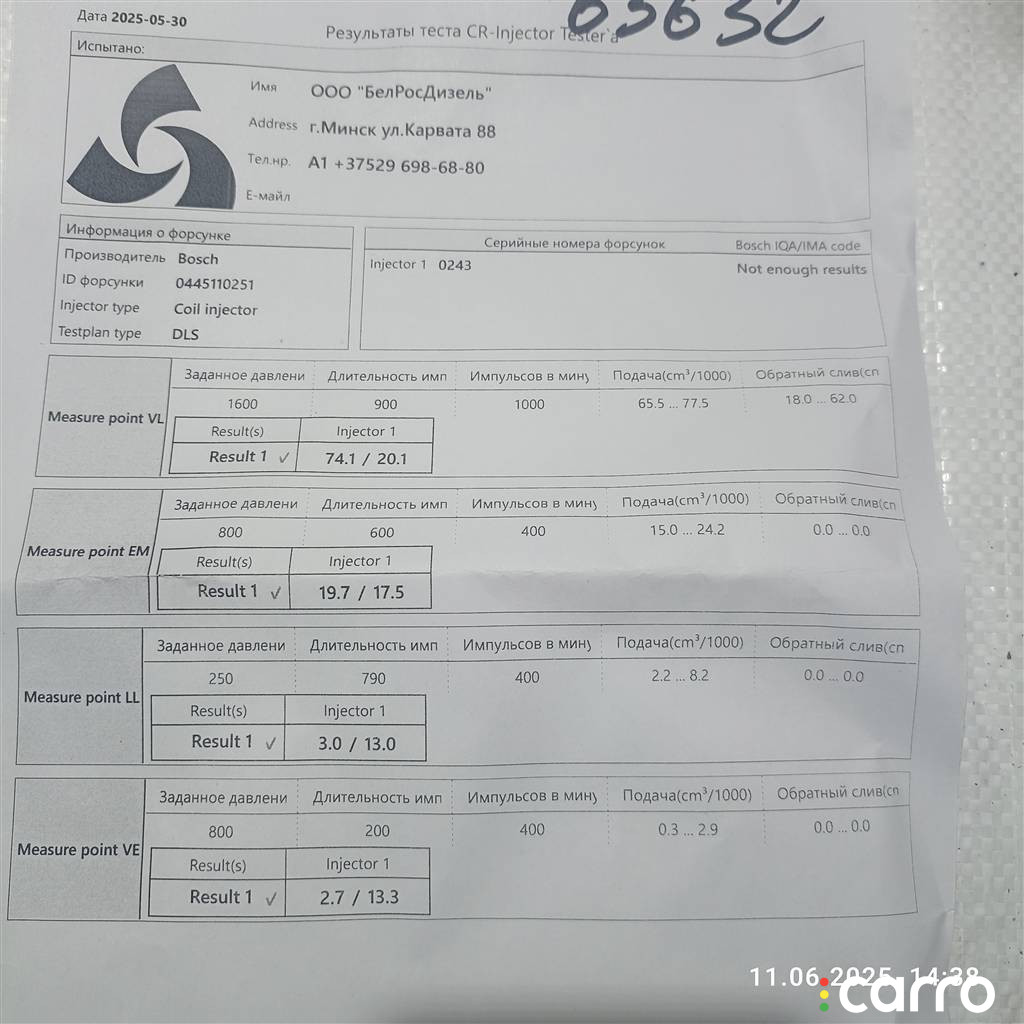 65632
Дата 2025-05-30
Результаты теста CR-Injector Tester`a
Испытано:
Имя ООО "БелРосДизель"
Address г.Минск ул.Карвата 88
Тел.нр. A1 +37529 698-68-80
E-майл
Информация о форсунке
Производитель Bosch
ID форсунки 0445110251
Injector type Coil injector
Testplan type DLS
Серийные номера форсунок Bosch IQA/IMA code
Injector 1 0243 Not enough results
Measure point VL
Заданное давлени Длительность имп Импульсов в мин Подача(cm³/1000) Обратный слив(сп
1600 900 1000 65.5 ... 77.5 18.0 ... 62.0
Result(s) Injector 1
Result 1 ✓ 74.1 / 20.1
Measure point EM
Заданное давлени Длительность имп Импульсов в мин Подача(cm³/1000) Обратный слив(сп
800 600 400 15.0 ... 24.2 0.0 ... 0.0
Result(s) Injector 1
Result 1 ✓ 19.7 / 17.5
Measure point LL
Заданное давлени Длительность имп Импульсов в мин Подача(cm³/1000) Обратный слив(сп
250 790 400 2.2 ... 8.2 0.0 ... 0.0
Result(s) Injector 1
Result 1 ✓ 3.0 / 13.0
Measure point VE
Заданное давлени Длительность имп Импульсов в мин Подача(cm³/1000) Обратный слив(сп
800 200 400 0.3 ... 2.9 0.0 ... 0.0
Result(s) Injector 1
Result 1 ✓ 2.7 / 13.3
11.06.2025 14:38
carro